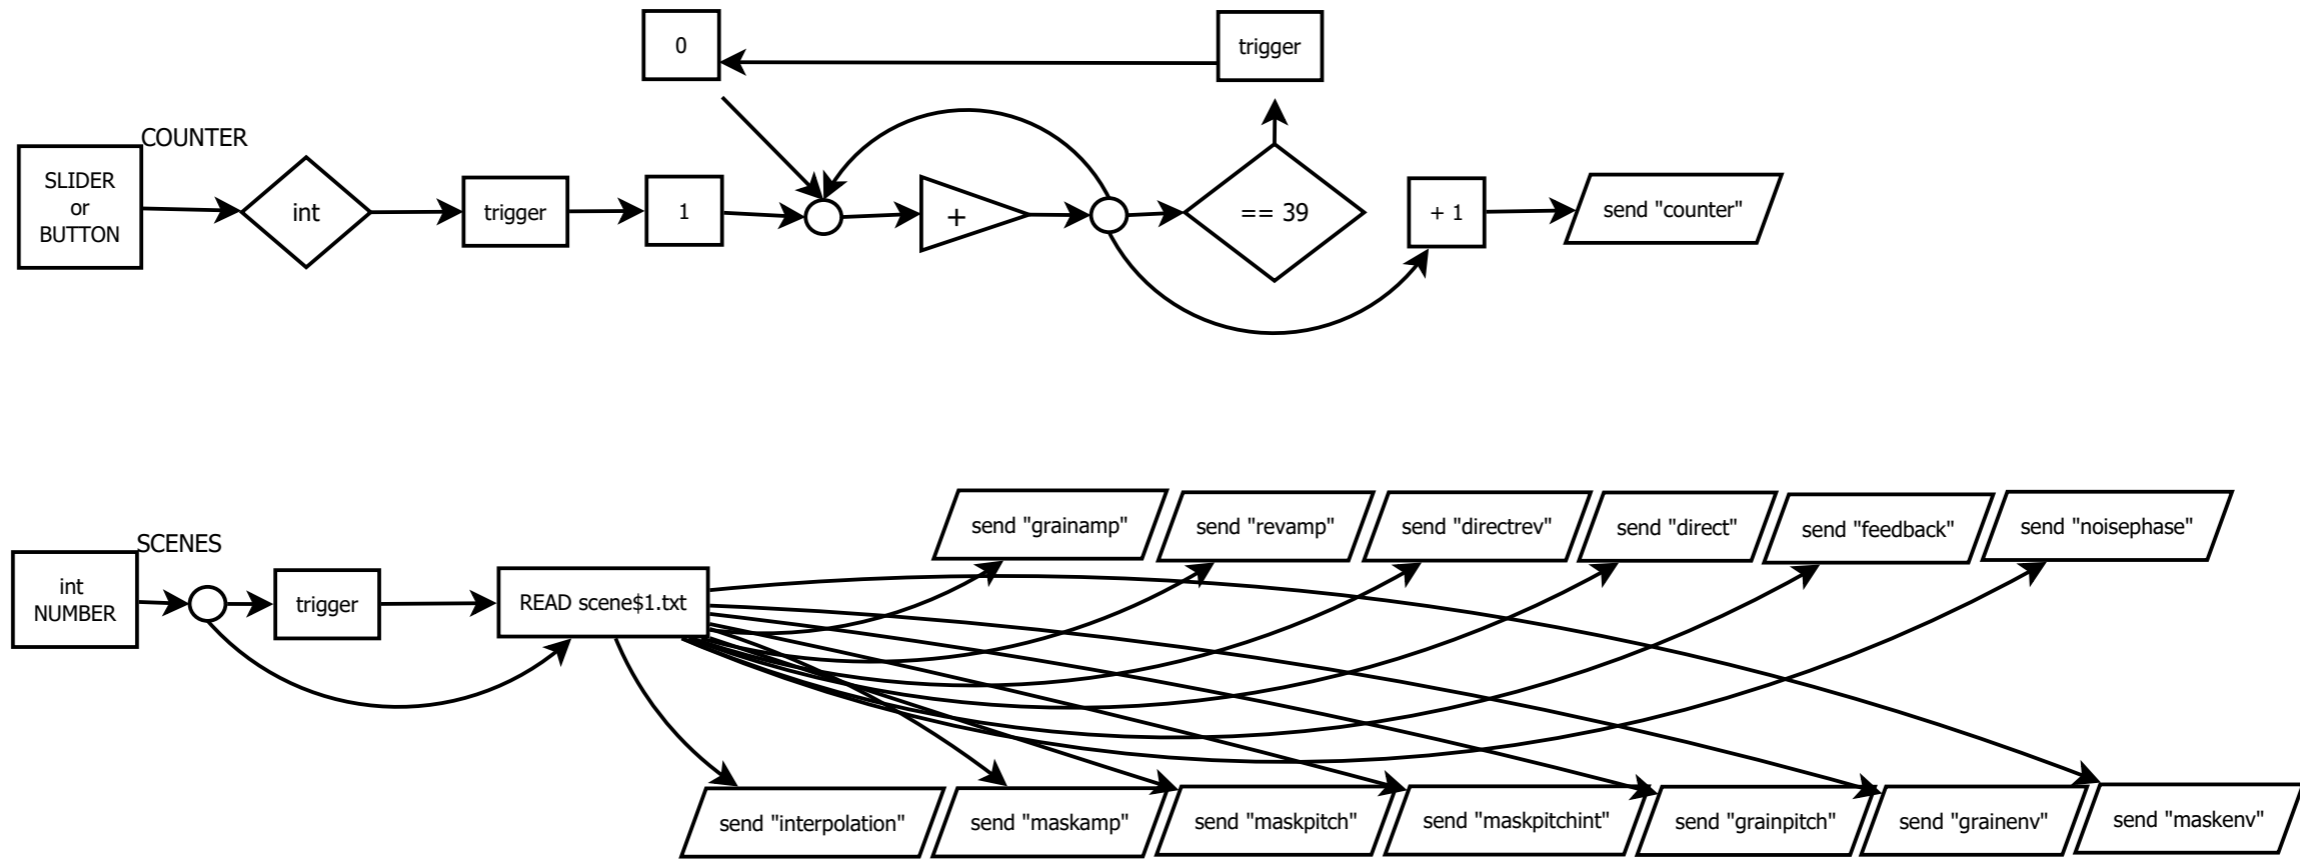 0
trigger
COUNTER
SLIDER
or
BUTTON
int
trigger
1
+
== 39
+ 1
send "counter"
send "grainamp"
send "revamp"
send "directrev"
send "direct"
send "feedback"
send "noisephase"
SCENES
int
NUMBER
trigger
READ scene$1.txt
send "interpolation"
send "maskamp"
send "maskpitch"
send "maskpitchint"
send "grainpitch"
send "grainenv"
send "maskenv"